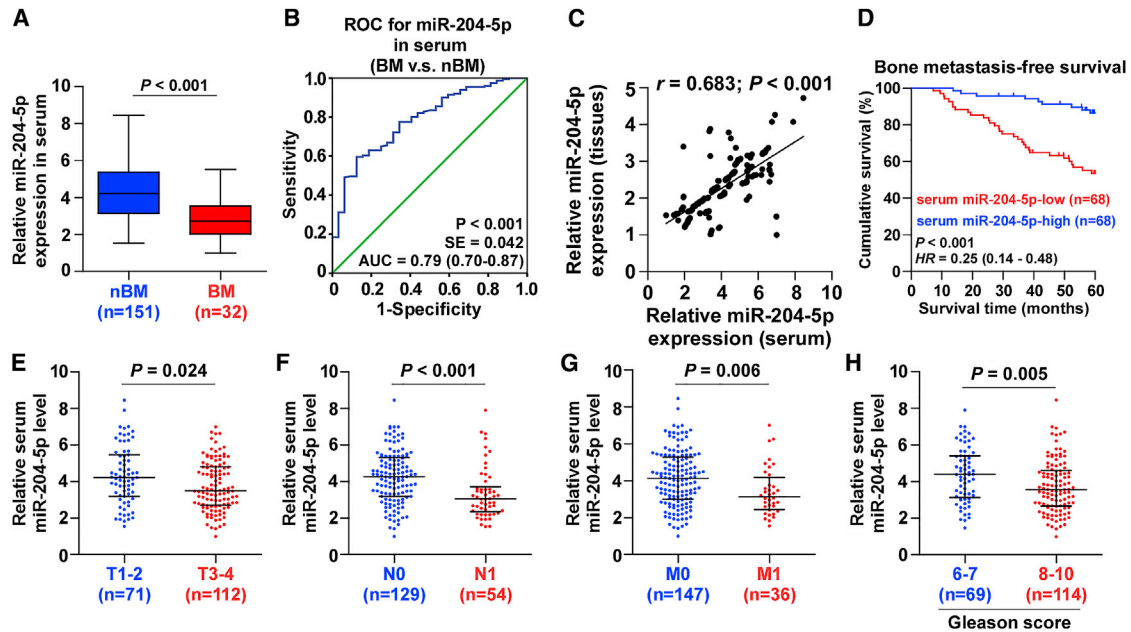 A
Relative miR-204-5p
expression in serum
P < 0.001
10
8
6
4
2
0
nBM
(n=151)
BM
(n=32)
B
ROC for miR-204-5p
in serum
(BM v.s. nBM)
Sensitivity
1.0
0.8
0.6
0.4
0.2
0
P < 0.001
SE = 0.042
AUC = 0.79 (0.70-0.87)
0 0.2 0.4 0.6 0.8 1.0
1-Specificity
C
r = 0.683; P < 0.001
Relative miR-204-5p
expression (tissues)
5
4
3
2
1
0
0 2 4 6 8 10
Relative miR-204-5p
expression (serum)
D
Bone metastasis-free survival
Cumulative survival (%)
100
80
60
40
20
0
serum miR-204-5p-low (n=68)
serum miR-204-5p-high (n=68)
P < 0.001
HR = 0.25 (0.14 - 0.48)
0 10 20 30 40 50 60
Survival time (months)
E
Relative serum
miR-204-5p level
P = 0.024
10
8
6
4
2
0
T1-2
(n=71)
T3-4
(n=112)
F
Relative serum
miR-204-5p level
P < 0.001
10
8
6
4
2
0
N0
(n=129)
N1
(n=54)
G
Relative serum
miR-204-5p level
P = 0.006
10
8
6
4
2
0
M0
(n=147)
M1
(n=36)
H
Relative serum
miR-204-5p level
P = 0.005
10
8
6
4
2
0
6-7
(n=69)
8-10
(n=114)
Gleason score